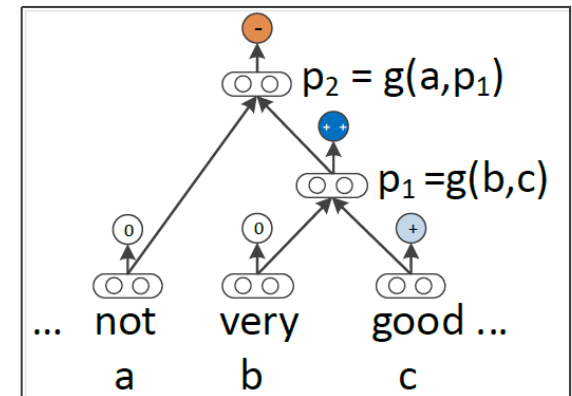 -
p₂ = g(a,p₁)
+ +
p₁ =g(b,c)
0 0 +
... not very good ...
a b c